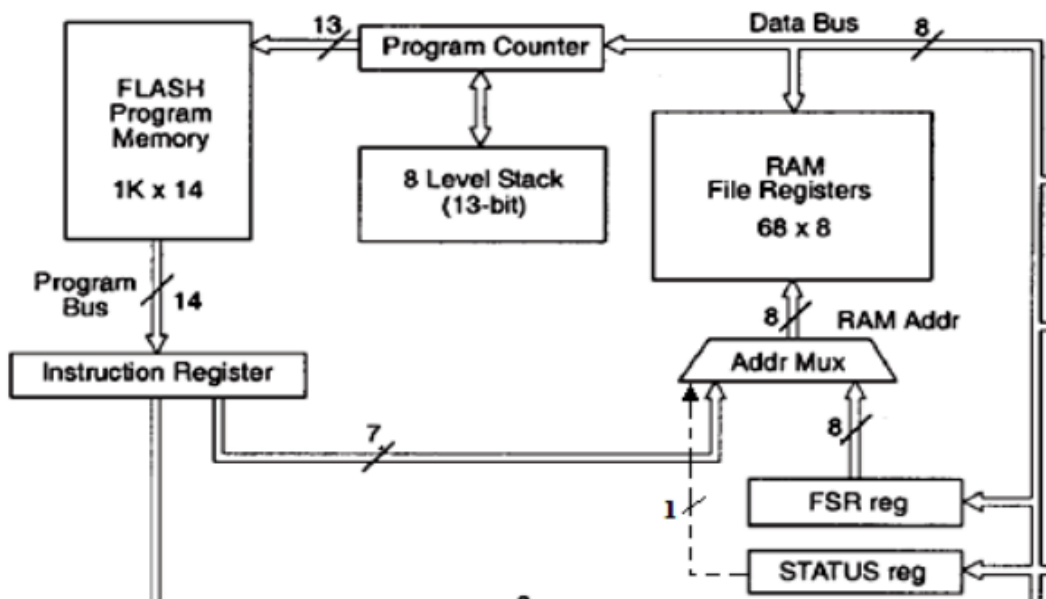 13
Program Counter
Data Bus
8
FLASH
Program
Memory
1K x 14
8 Level Stack
(13-bit)
RAM
File Registers
68 x 8
Program
Bus
14
8
RAM Addr
Addr Mux
Instruction Register
7
8
1
FSR reg
STATUS reg